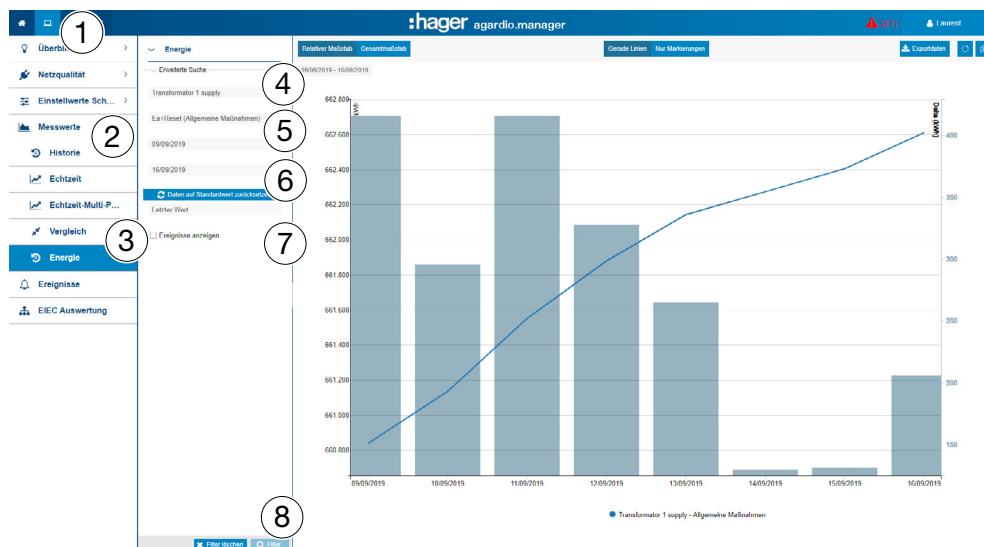 :hager agardio.manager
Laurent
1
Netzqualität
Einstellwerte Sch...
Messwerte
2
Historie
Echtzeit
Echtzeit-Multi-P...
Vergleich
3
Energie
Ereignisse
EIEC Auswertung
Energie
Erweiterte Suche
4
Transformator 1 supply
Ea+Reset (Allgemeine Maßnahmen)
5
09/09/2019
16/09/2019
6
Daten auf Standardwert zurücksetzen
Letzter Wert
7
Ereignisse anzeigen
8
Filter löschen
Filter
Relativer Maßstab Gesamtmaßstab
Gerade Linien Nur Markierungen
Exportdaten
09/09/2019 - 16/09/2019
kWh
Delta (kWh)
662.800
662.600
662.400
662.200
662.000
661.800
661.600
661.400
661.200
661.000
660.800
400
350
300
250
200
150
09/09/2019 10/09/2019 11/09/2019 12/09/2019 13/09/2019 14/09/2019 15/09/2019 16/09/2019
Transformator 1 supply - Allgemeine Maßnahmen